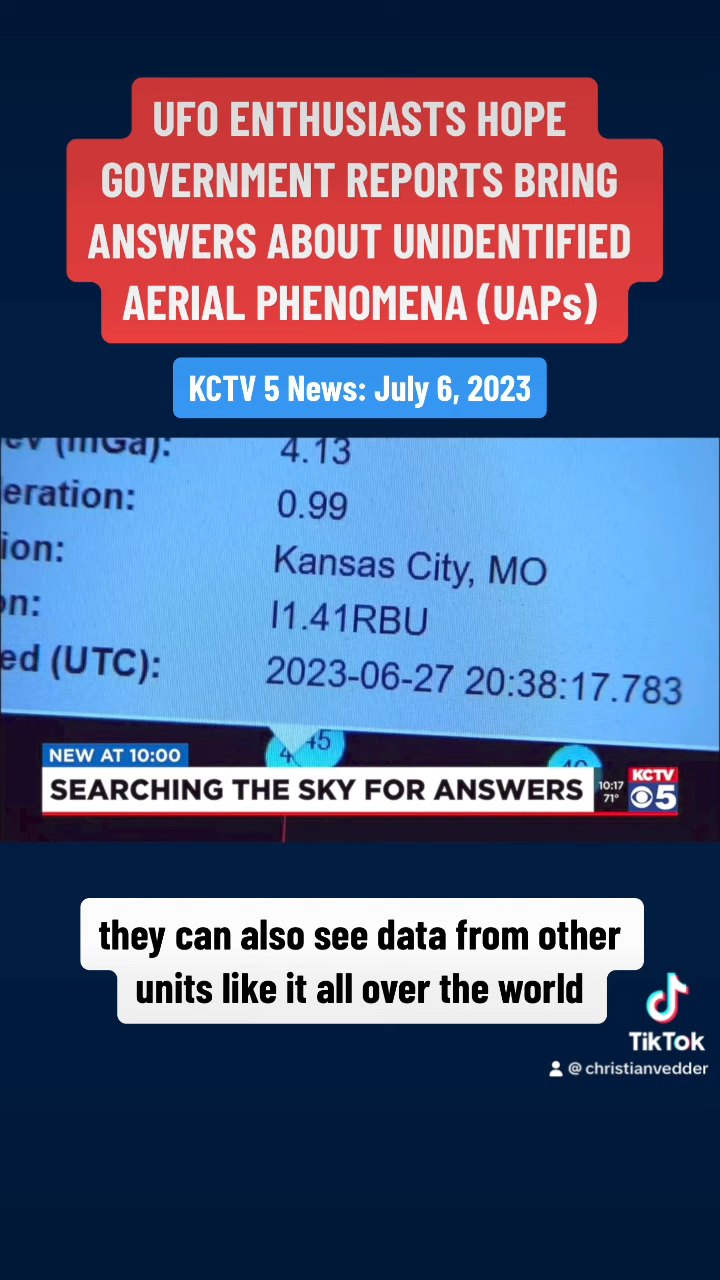 UFO ENTHUSIASTS HOPE
GOVERNMENT REPORTS BRING
ANSWERS ABOUT UNIDENTIFIED
AERIAL PHENOMENA (UAPs)
KCTV 5 News: July 6, 2023
4.13
eration: 0.99
ion: Kansas City, MO
on: I1.41RBU
ed (UTC): 2023-06-27 20:38:17.783
45
NEW AT 10:00
SEARCHING THE SKY FOR ANSWERS
10:17
71°
KCTV
5
they can also see data from other
units like it all over the world
TikTok
@christianvedder